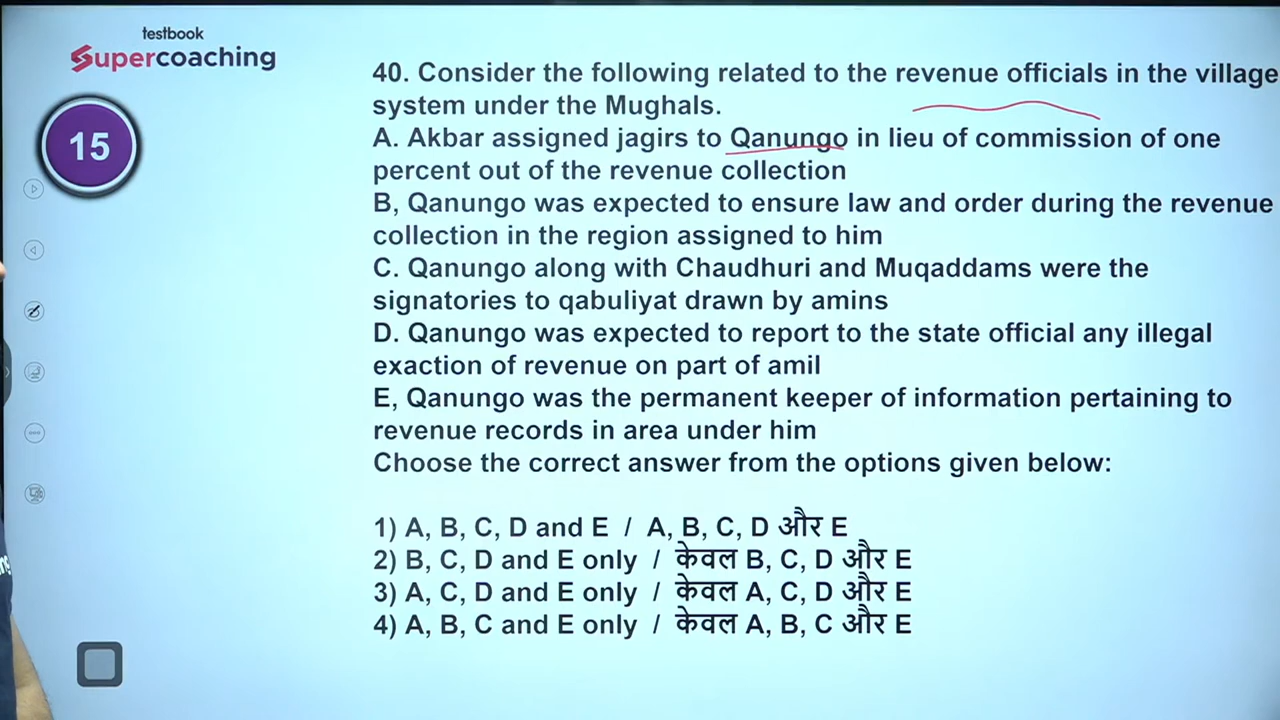 testbook
Supercoaching
15
40. Consider the following related to the revenue officials in the village
system under the Mughals.
A. Akbar assigned jagirs to Qanungo in lieu of commission of one
percent out of the revenue collection
B, Qanungo was expected to ensure law and order during the revenue
collection in the region assigned to him
C. Qanungo along with Chaudhuri and Muqaddams were the
signatories to qabuliyat drawn by amins
D. Qanungo was expected to report to the state official any illegal
exaction of revenue on part of amil
E, Qanungo was the permanent keeper of information pertaining to
revenue records in area under him
Choose the correct answer from the options given below:
1) A, B, C, D and E / A, B, C, D और E
2) B, C, D and E only / केवल B, C, D और E
3) A, C, D and E only / केवल A, C, D और E
4) A, B, C and E only / केवल A, B, C और E